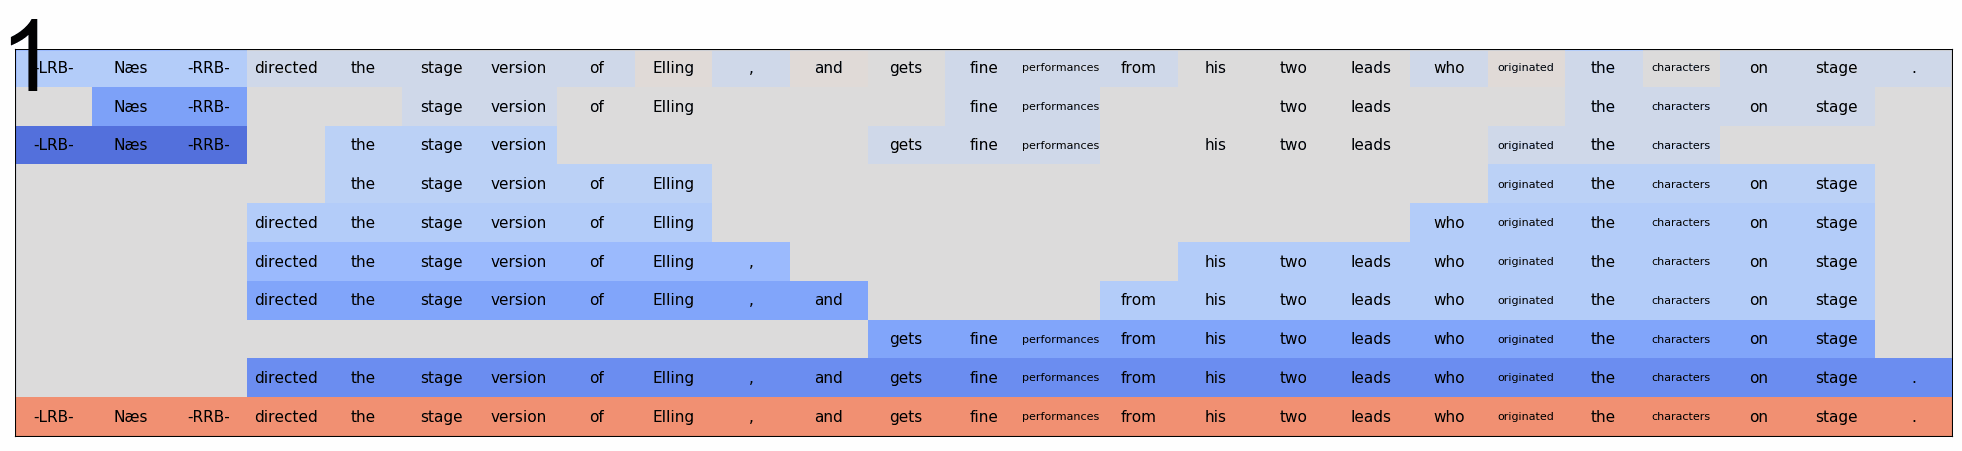 1
-LRB- Næs -RRB- directed the stage version of Elling , and gets fine performances from his two leads who originated the characters on stage .
Næs -RRB- stage version of Elling fine performances two leads the characters on stage
-LRB- Næs -RRB- the stage version gets fine performances his two leads originated the characters
the stage version of Elling originated the characters on stage
directed the stage version of Elling who originated the characters on stage
directed the stage version of Elling , his two leads who originated the characters on stage
directed the stage version of Elling , and from his two leads who originated the characters on stage
gets fine performances from his two leads who originated the characters on stage
directed the stage version of Elling , and gets fine performances from his two leads who originated the characters on stage .
-LRB- Næs -RRB- directed the stage version of Elling , and gets fine performances from his two leads who originated the characters on stage .